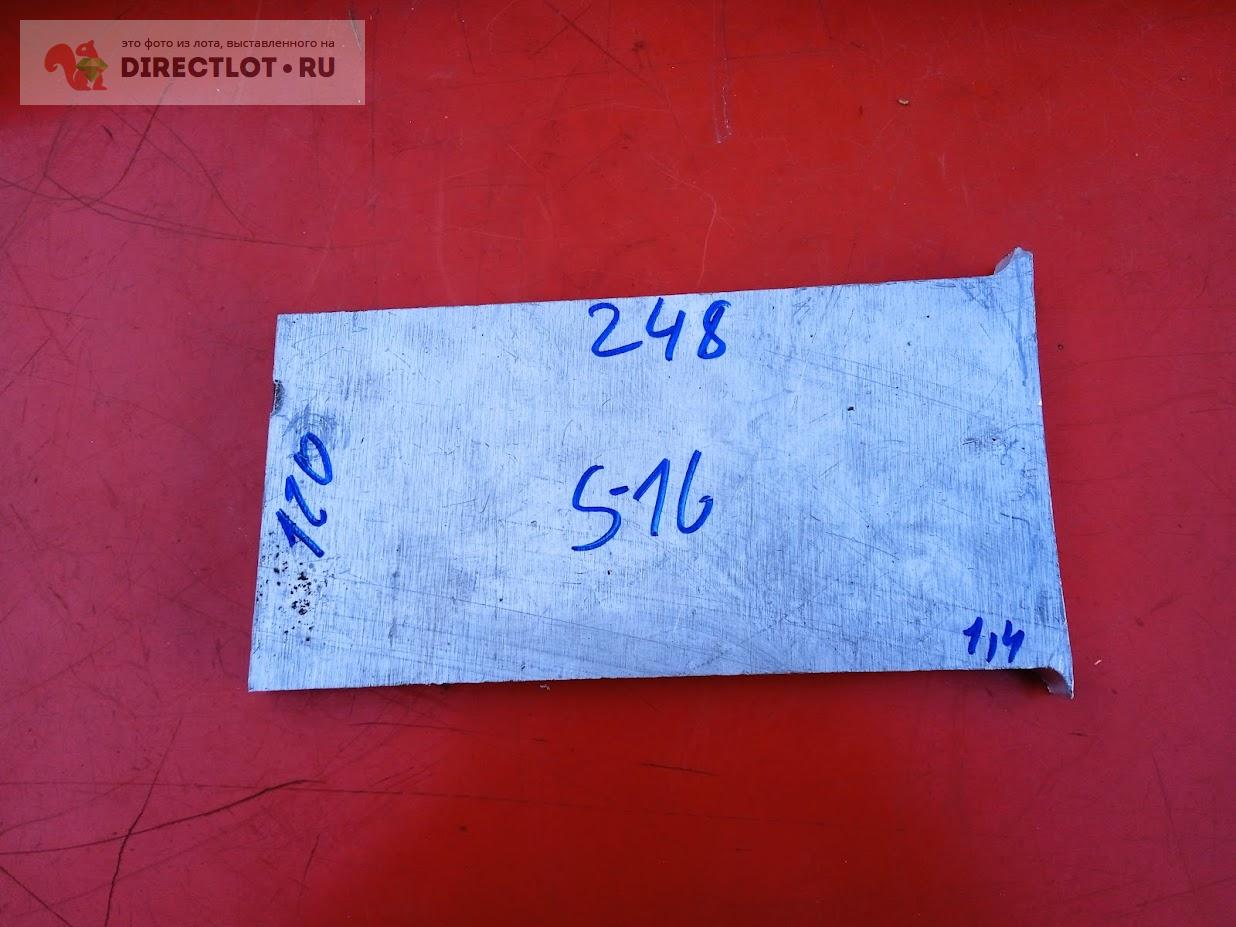 это фото из лота, выставленного на
DIRECTLOT•RU
248
120
S-16
1,4